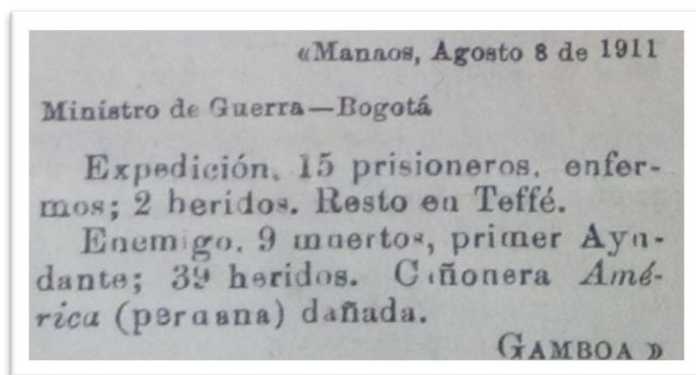 «Manaos, Agosto 8 de 1911
Ministro de Guerra—Bogotá
Expedición, 15 prisioneros, enfer-
mos; 2 heridos. Resto en Teffé.
Enemigo, 9 muertos, primer Ayu-
dante; 39 heridos. Cañonera Amé-
rica (peruana) dañada.
GAMBOA»